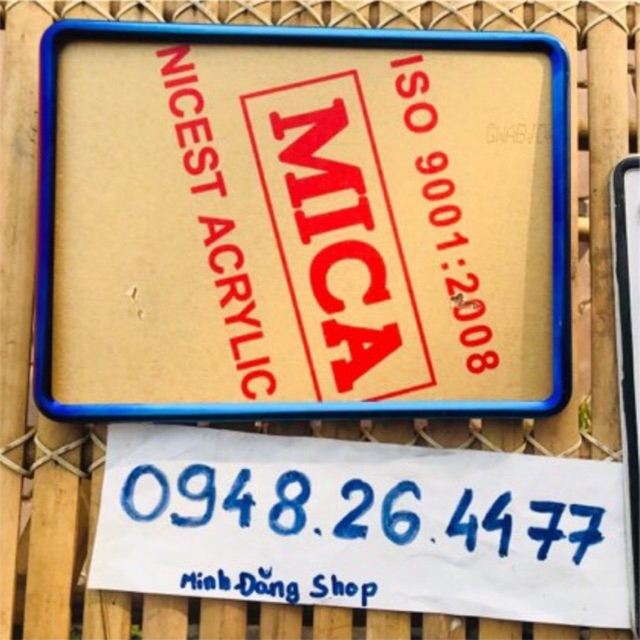 ISO 9001:2008
MICA
NICEST ACRYLIC
0948.26.4477
Minh Đăng Shop